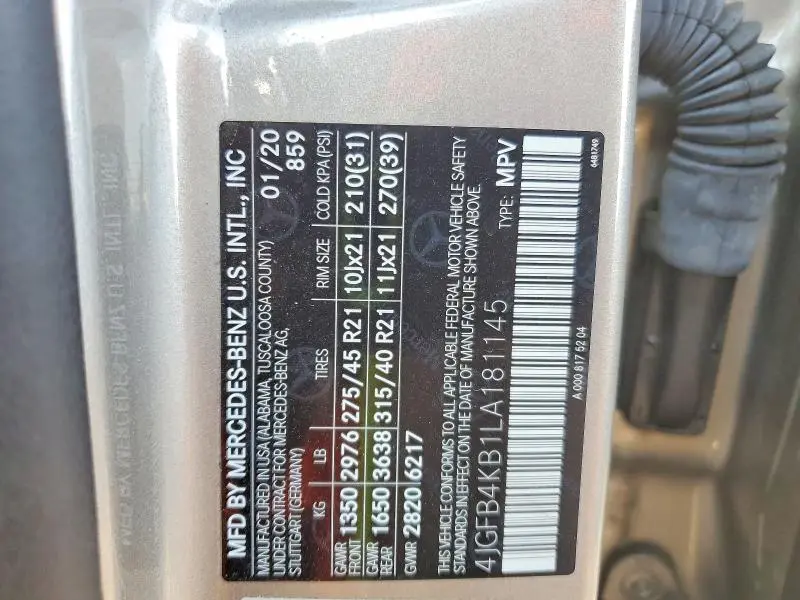 MFD BY MERCEDES-BENZ U.S. INTL., INC
MANUFACTURED IN USA (ALABAMA, TUSCALOOSA COUNTY) 01/20
UNDER CONTRACT FOR MERCEDES-BENZ AG, 859
STUTTGART (GERMANY)
KG LB TIRES RIM SIZE COLD KPA (PSI)
GAWR FRONT 1350 2976 275/45 R21 10Jx21 210(31)
GAWR REAR 1650 3638 315/40 R21 11Jx21 270(39)
GVWR 2820 6217
THIS VEHICLE CONFORMS TO ALL APPLICABLE FEDERAL MOTOR VEHICLE SAFETY
STANDARDS IN EFFECT ON THE DATE OF MANUFACTURE SHOWN ABOVE.
4JGFB4KB1LA181145 TYPE: MPV
A 000 817 52 04
6481749